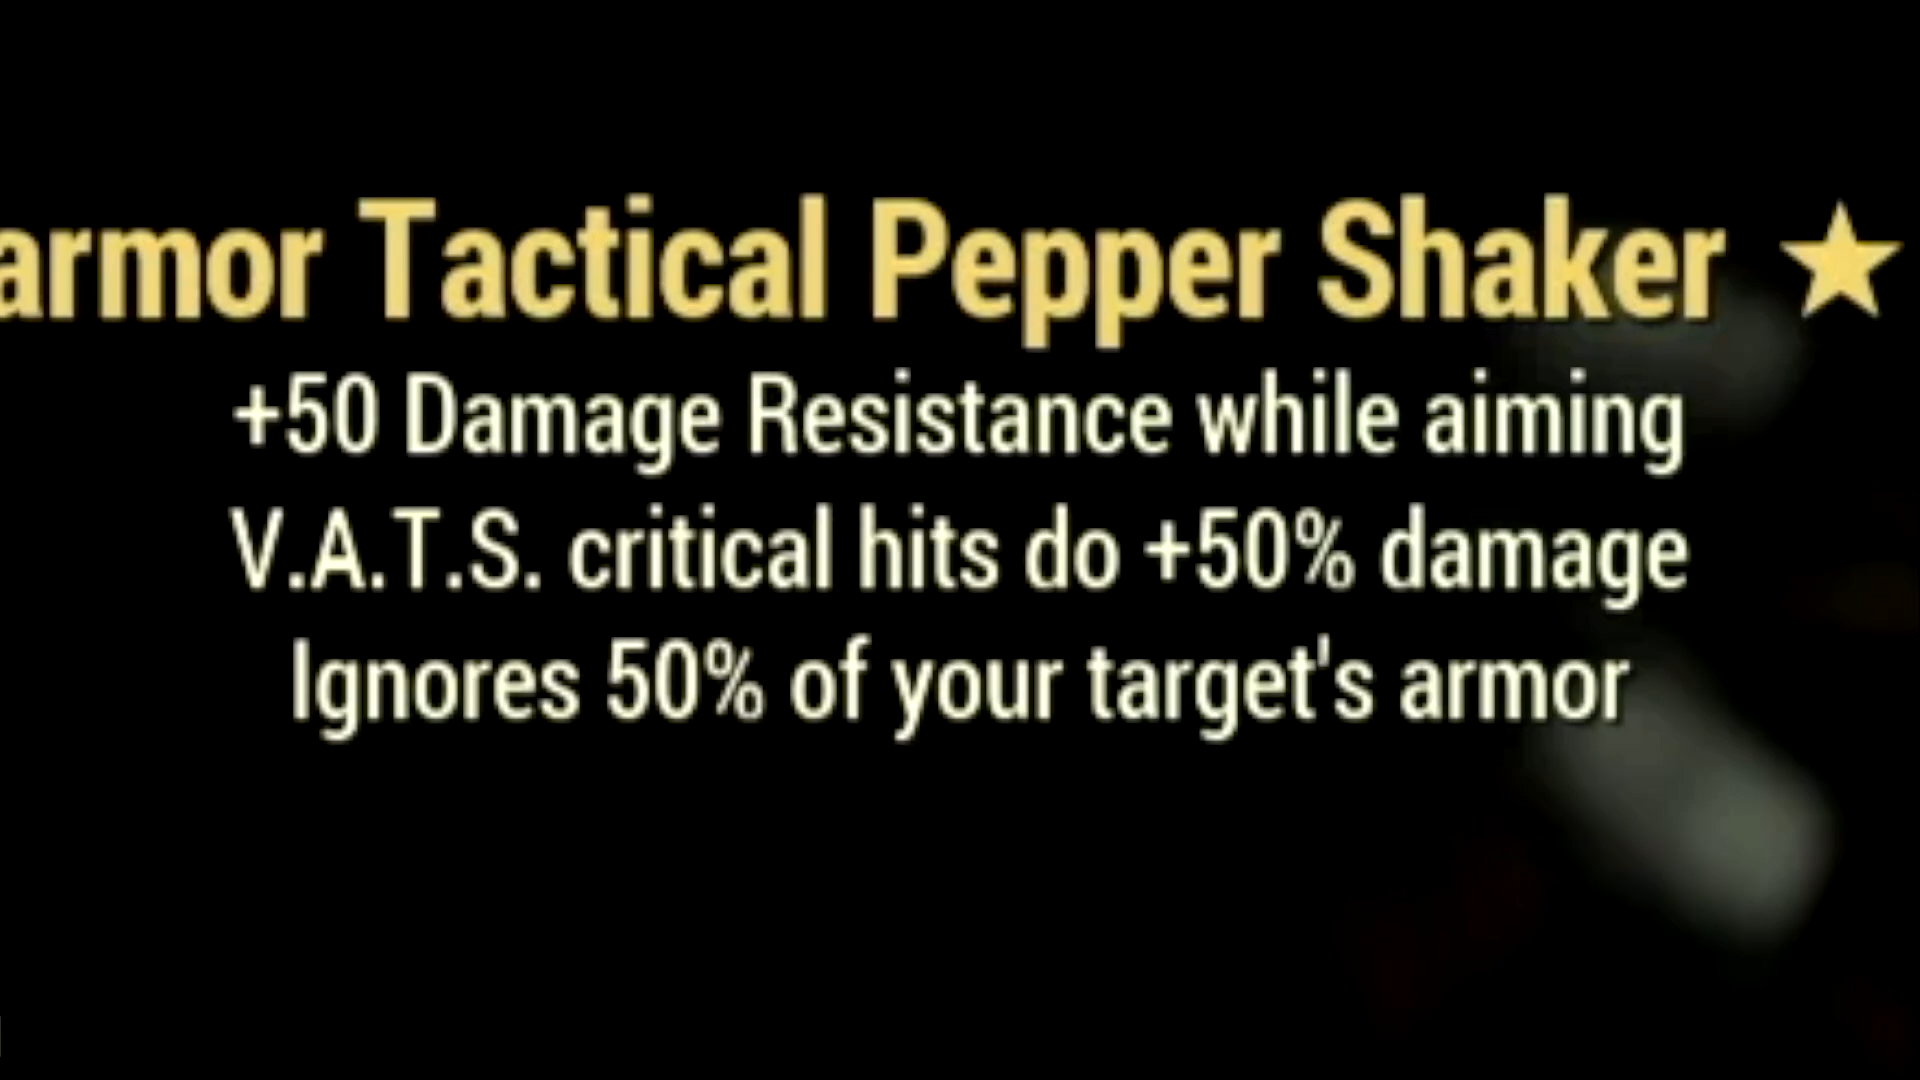 armor Tactical Pepper Shaker ★
+50 Damage Resistance while aiming
V.A.T.S. critical hits do +50% damage
Ignores 50% of your target's armor